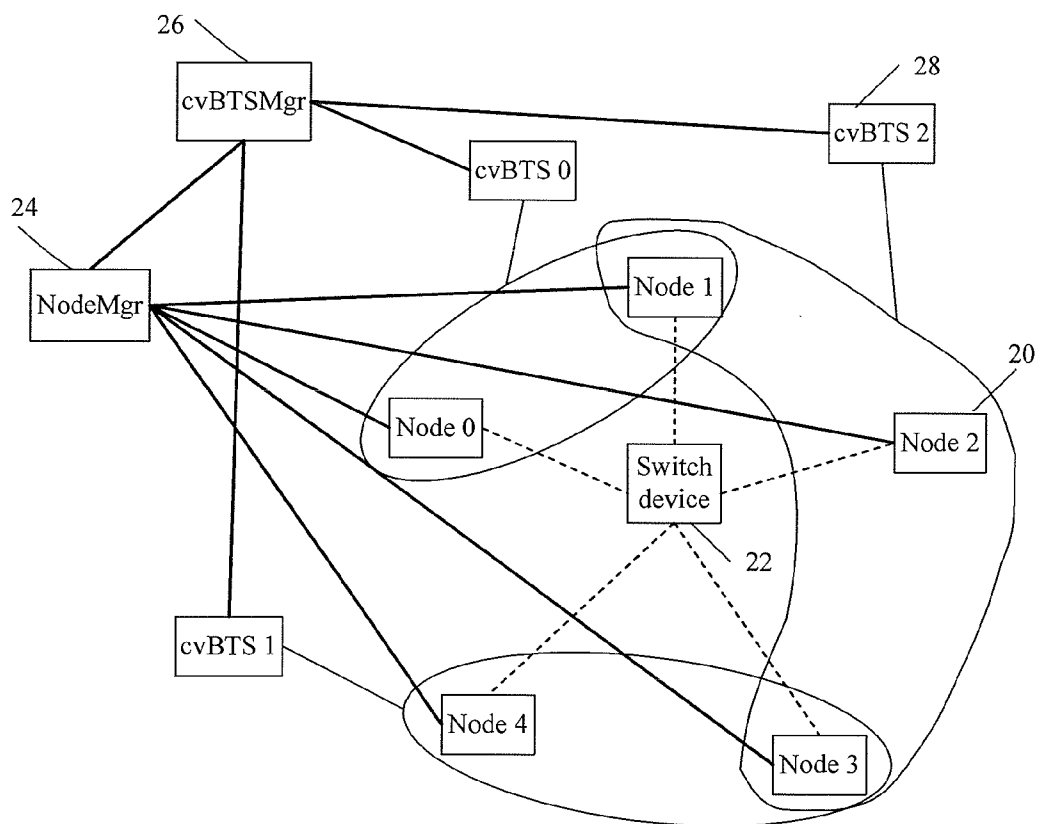 26
cvBTSMgr
28
cvBTS 2
cvBTS 0
24
NodeMgr
Node 1
20
Node 0
Node 2
Switch
device
22
cvBTS 1
Node 4
Node 3